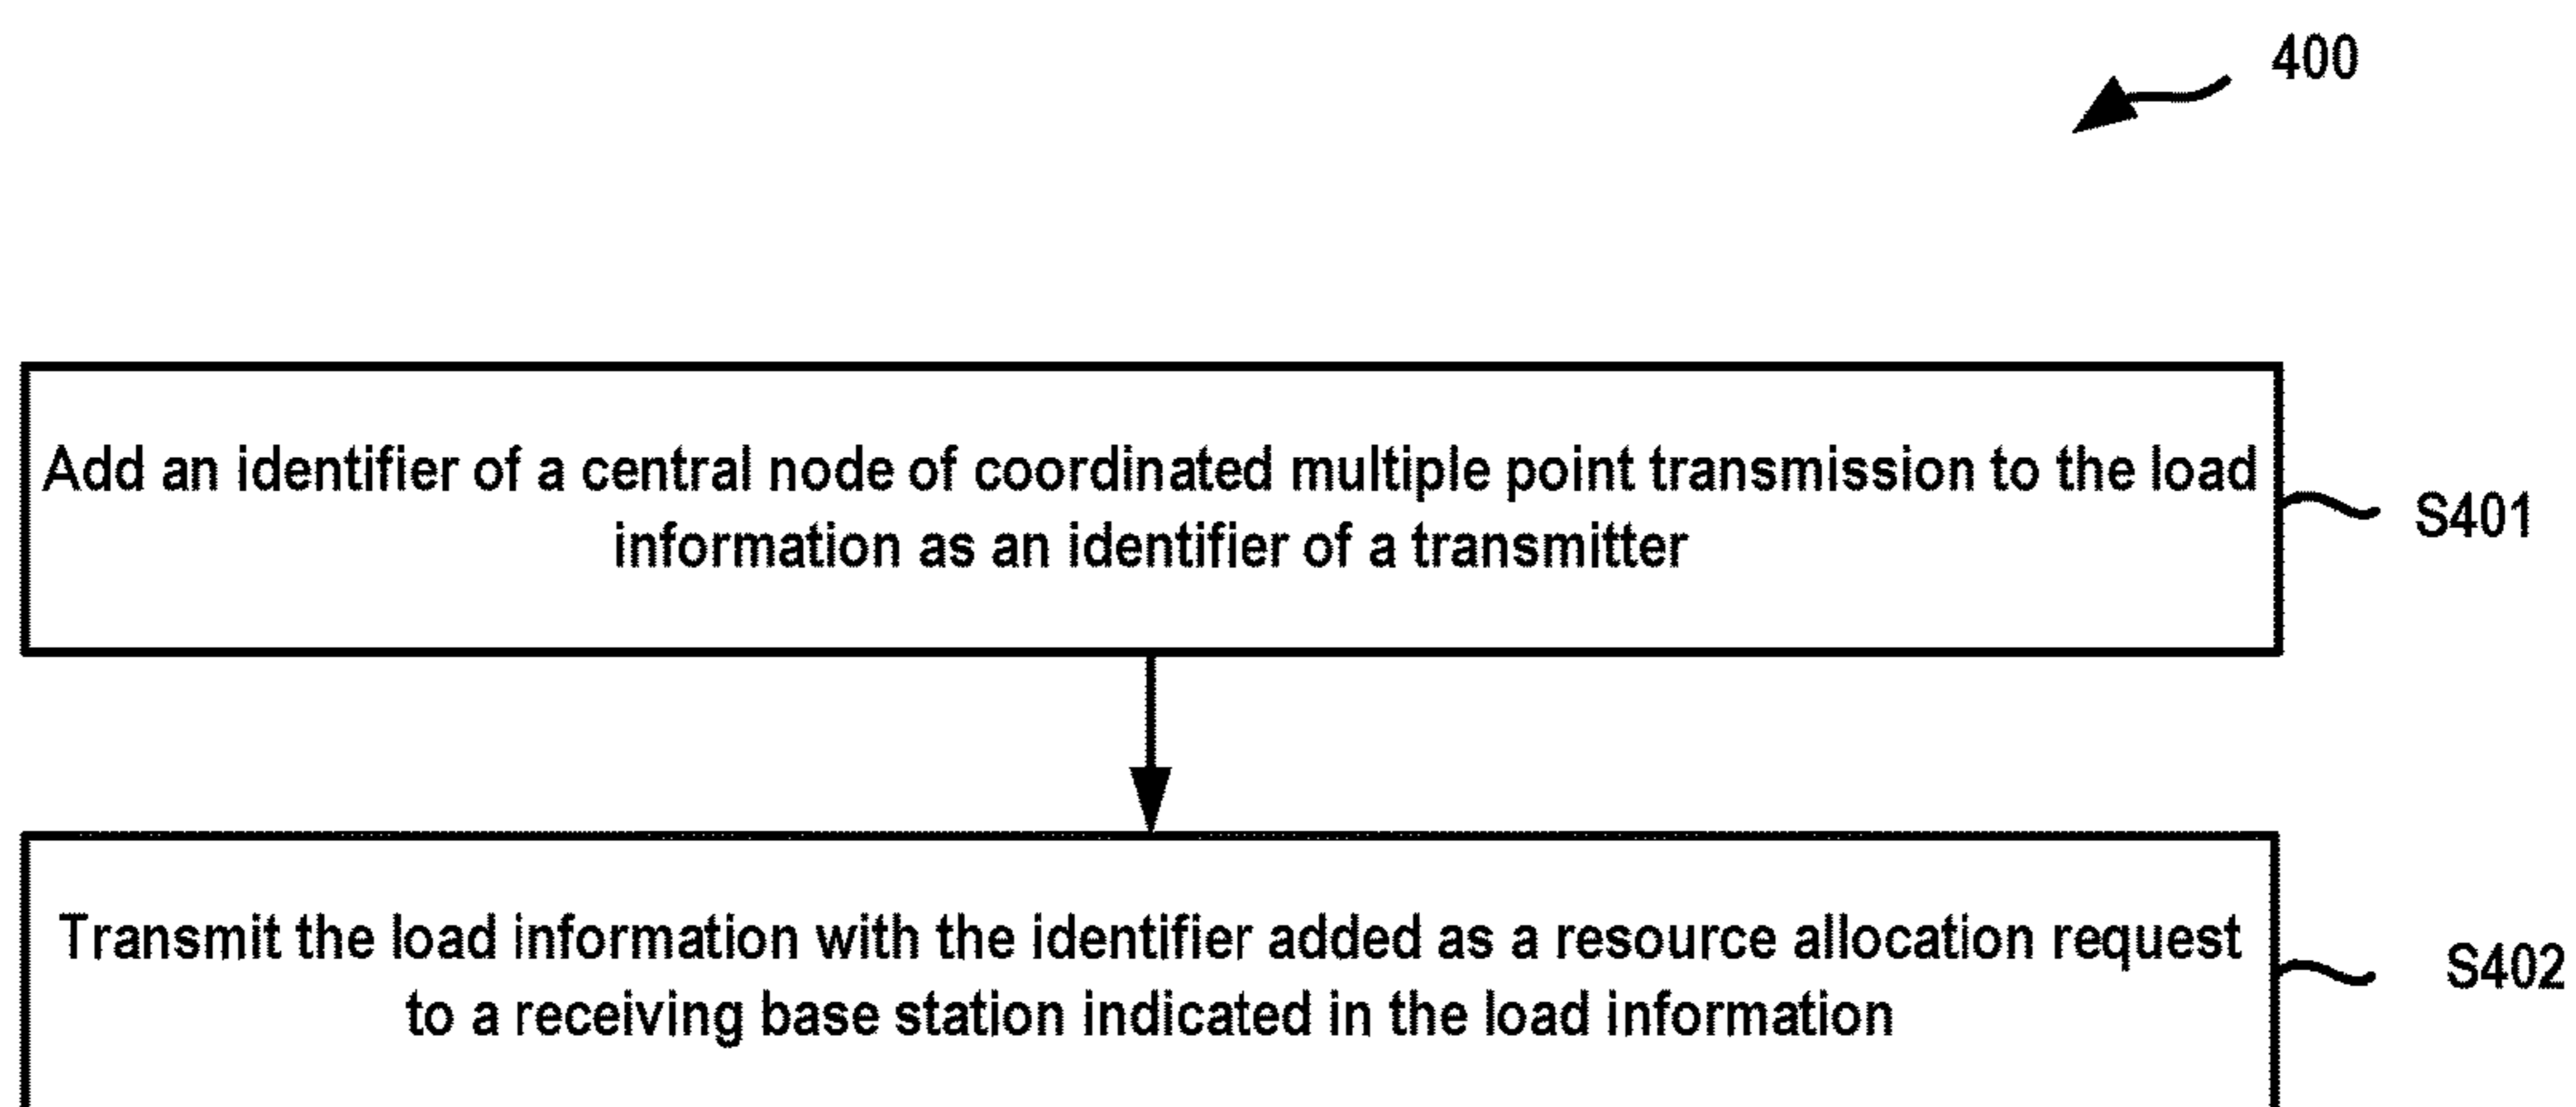 400
Add an identifier of a central node of coordinated multiple point transmission to the load
information as an identifier of a transmitter
S401
Transmit the load information with the identifier added as a resource allocation request
to a receiving base station indicated in the load information
S402